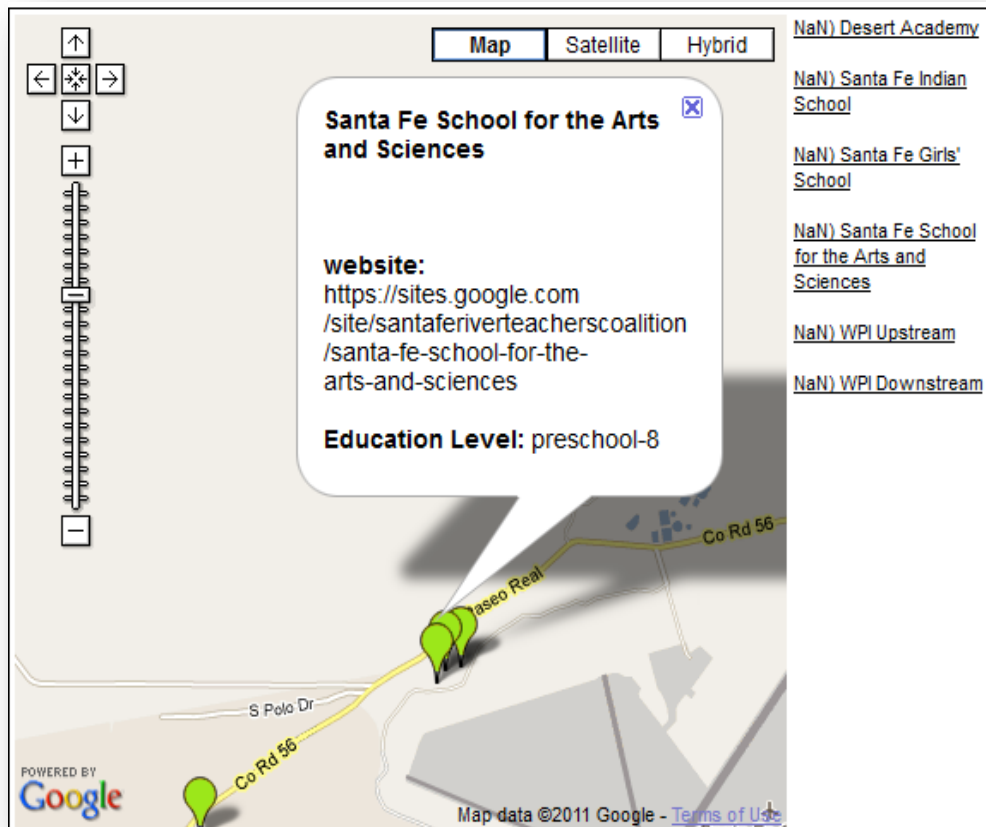 Map Satellite Hybrid
Santa Fe School for the Arts
and Sciences
website:
https://sites.google.com
/site/santaferiverteacherscoalition
/santa-fe-school-for-the-
arts-and-sciences
Education Level: preschool-8
Co Rd 56
Paseo Real
S Polo Dr
Co Rd 56
POWERED BY
Google
Map data ©2011 Google - Terms of Use
NaN) Desert Academy
NaN) Santa Fe Indian
School
NaN) Santa Fe Girls'
School
NaN) Santa Fe School
for the Arts and
Sciences
NaN) WPI Upstream
NaN) WPI Downstream